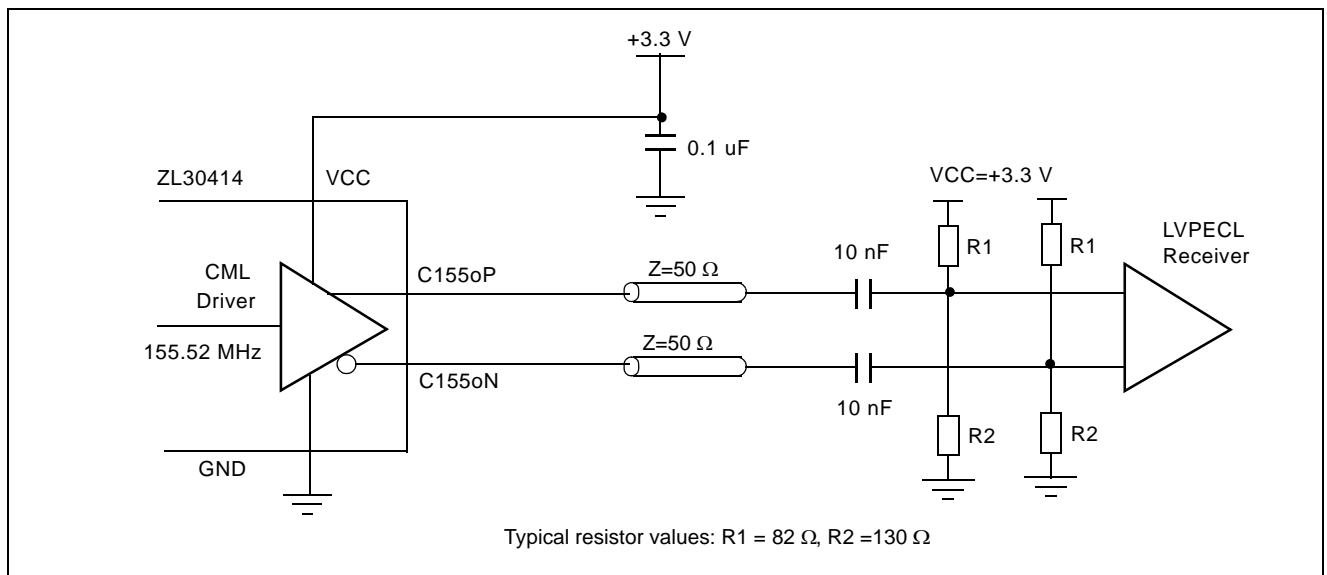 +3.3 V
0.1 uF
ZL30414
VCC
VCC=+3.3 V
R1
R1
LVPECL
Receiver
10 nF
Z=50 Ω
CML
Driver
C155oP
155.52 MHz
Z=50 Ω
C155oN
10 nF
R2
R2
GND
Typical resistor values: R1 = 82 Ω, R2 =130 Ω